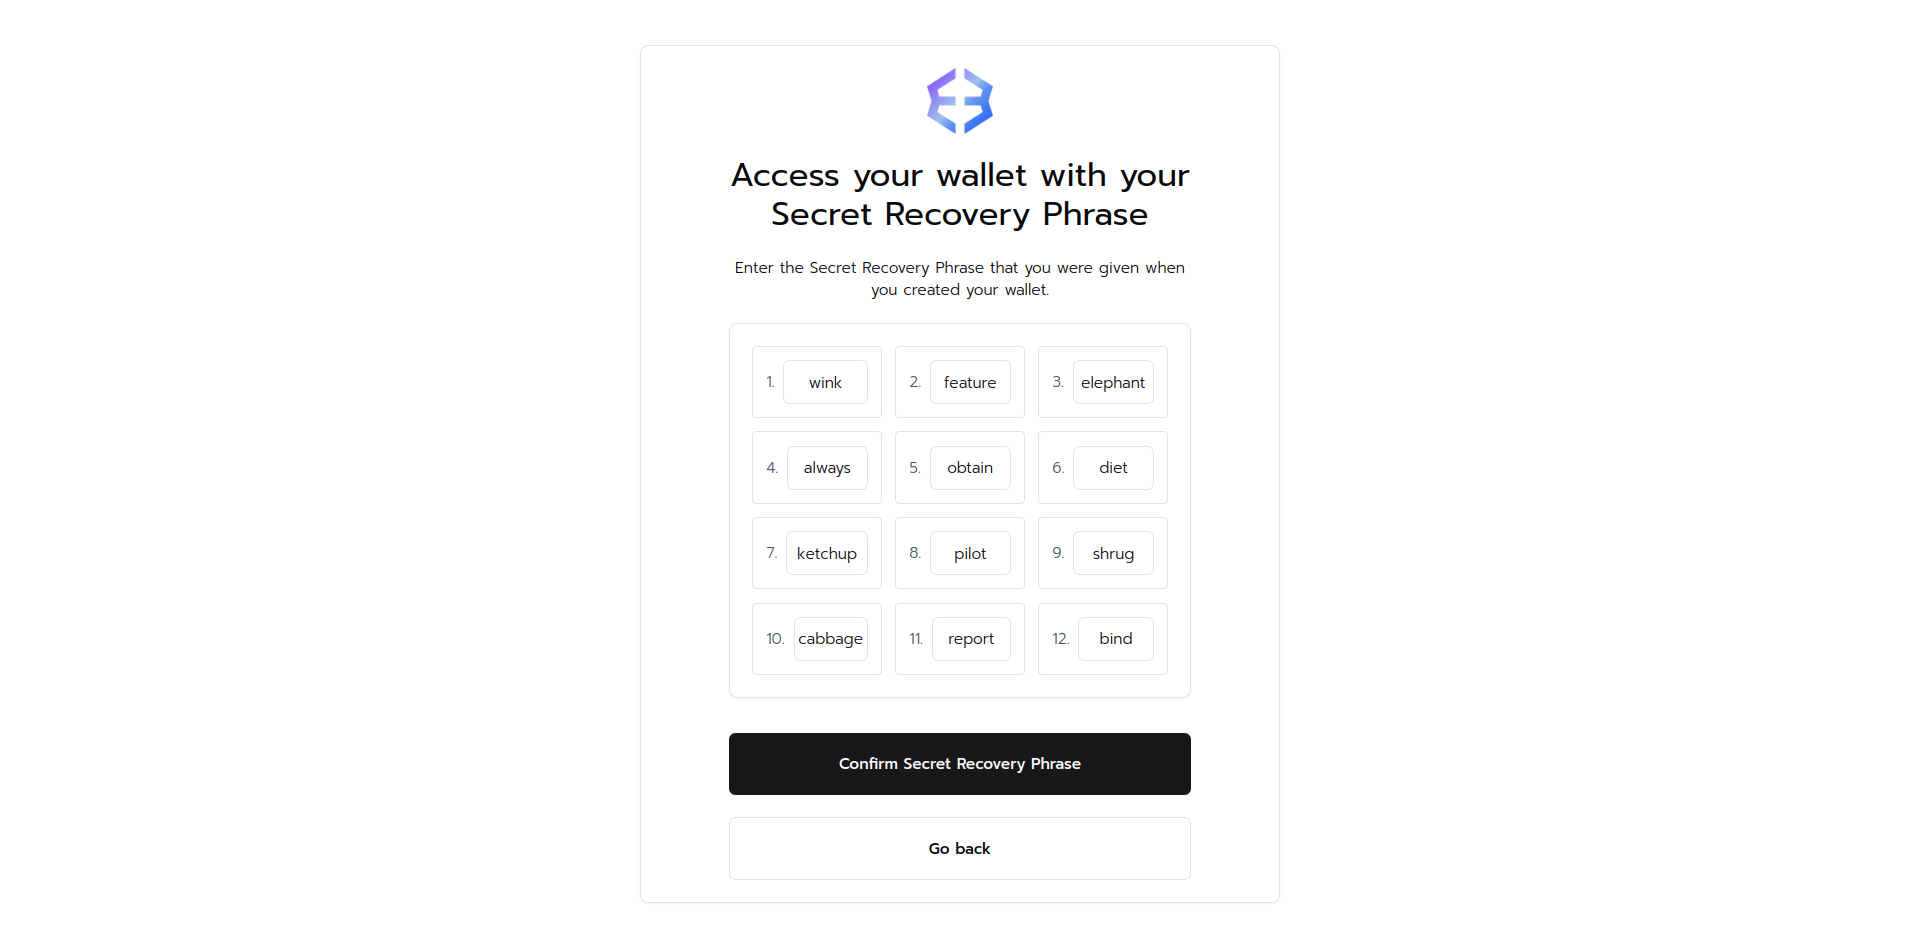 Access your wallet with your
Secret Recovery Phrase
Enter the Secret Recovery Phrase that you were given when
you created your wallet.
1. wink 2. feature 3. elephant
4. always 5. obtain 6. diet
7. ketchup 8. pilot 9. shrug
10. cabbage 11. report 12. bind
Confirm Secret Recovery Phrase
Go back